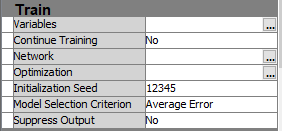 Train
Variables ...
Continue Training No
Network ...
Optimization ...
Initialization Seed 12345
Model Selection Criterion Average Error
Suppress Output No